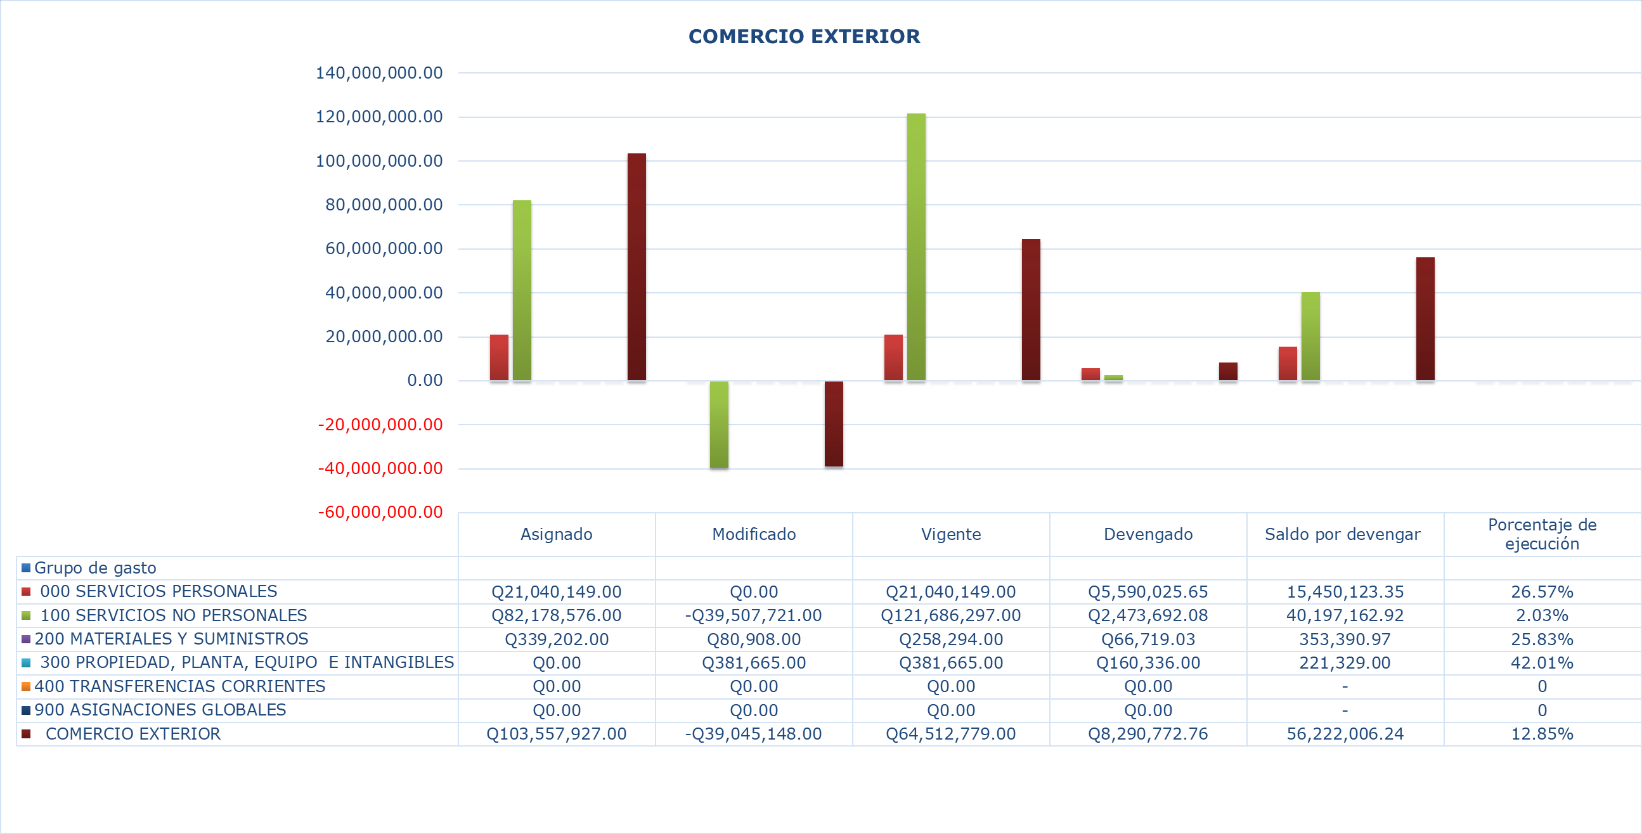 COMERCIO EXTERIOR
140,000,000.00
120,000,000.00
100,000,000.00
80,000,000.00
60,000,000.00
40,000,000.00
20,000,000.00
0.00
-20,000,000.00
-40,000,000.00
-60,000,000.00
Asignado Modificado Vigente Devengado Saldo por devengar Porcentaje de
ejecución
Grupo de gasto
000 SERVICIOS PERSONALES Q21,040,149.00 Q0.00 Q21,040,149.00 Q5,590,025.65 15,450,123.35 26.57%
100 SERVICIOS NO PERSONALES Q82,178,576.00 -Q39,507,721.00 Q121,686,297.00 Q2,473,692.08 40,197,162.92 2.03%
200 MATERIALES Y SUMINISTROS Q339,202.00 Q80,908.00 Q258,294.00 Q66,719.03 353,390.97 25.83%
300 PROPIEDAD, PLANTA, EQUIPO E INTANGIBLES Q0.00 Q381,665.00 Q381,665.00 Q160,336.00 221,329.00 42.01%
400 TRANSFERENCIAS CORRIENTES Q0.00 Q0.00 Q0.00 Q0.00 - 0
900 ASIGNACIONES GLOBALES Q0.00 Q0.00 Q0.00 Q0.00 - 0
COMERCIO EXTERIOR Q103,557,927.00 -Q39,045,148.00 Q64,512,779.00 Q8,290,772.76 56,222,006.24 12.85%